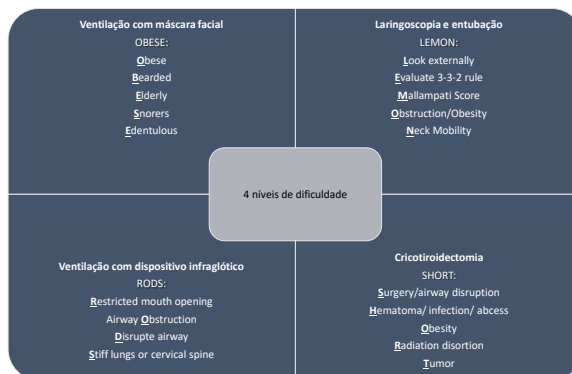 Ventilação com máscara facial
OBESE:
Obese
Bearded
Elderly
Snorers
Edentulous
Laringoscopia e entubação
LEMON:
Look externally
Evaluate 3-3-2 rule
Mallampati Score
Obstruction/Obesity
Neck Mobility
4 níveis de dificuldade
Ventilação com dispositivo infraglótico
RODS:
Restricted mouth opening
Airway Obstruction
Disrupte airway
Stiff lungs or cervical spine
Cricotiroidectomia
SHORT:
Surgery/airway disruption
Hematoma/ infection/ abcess
Obesity
Radiation disortion
Tumor